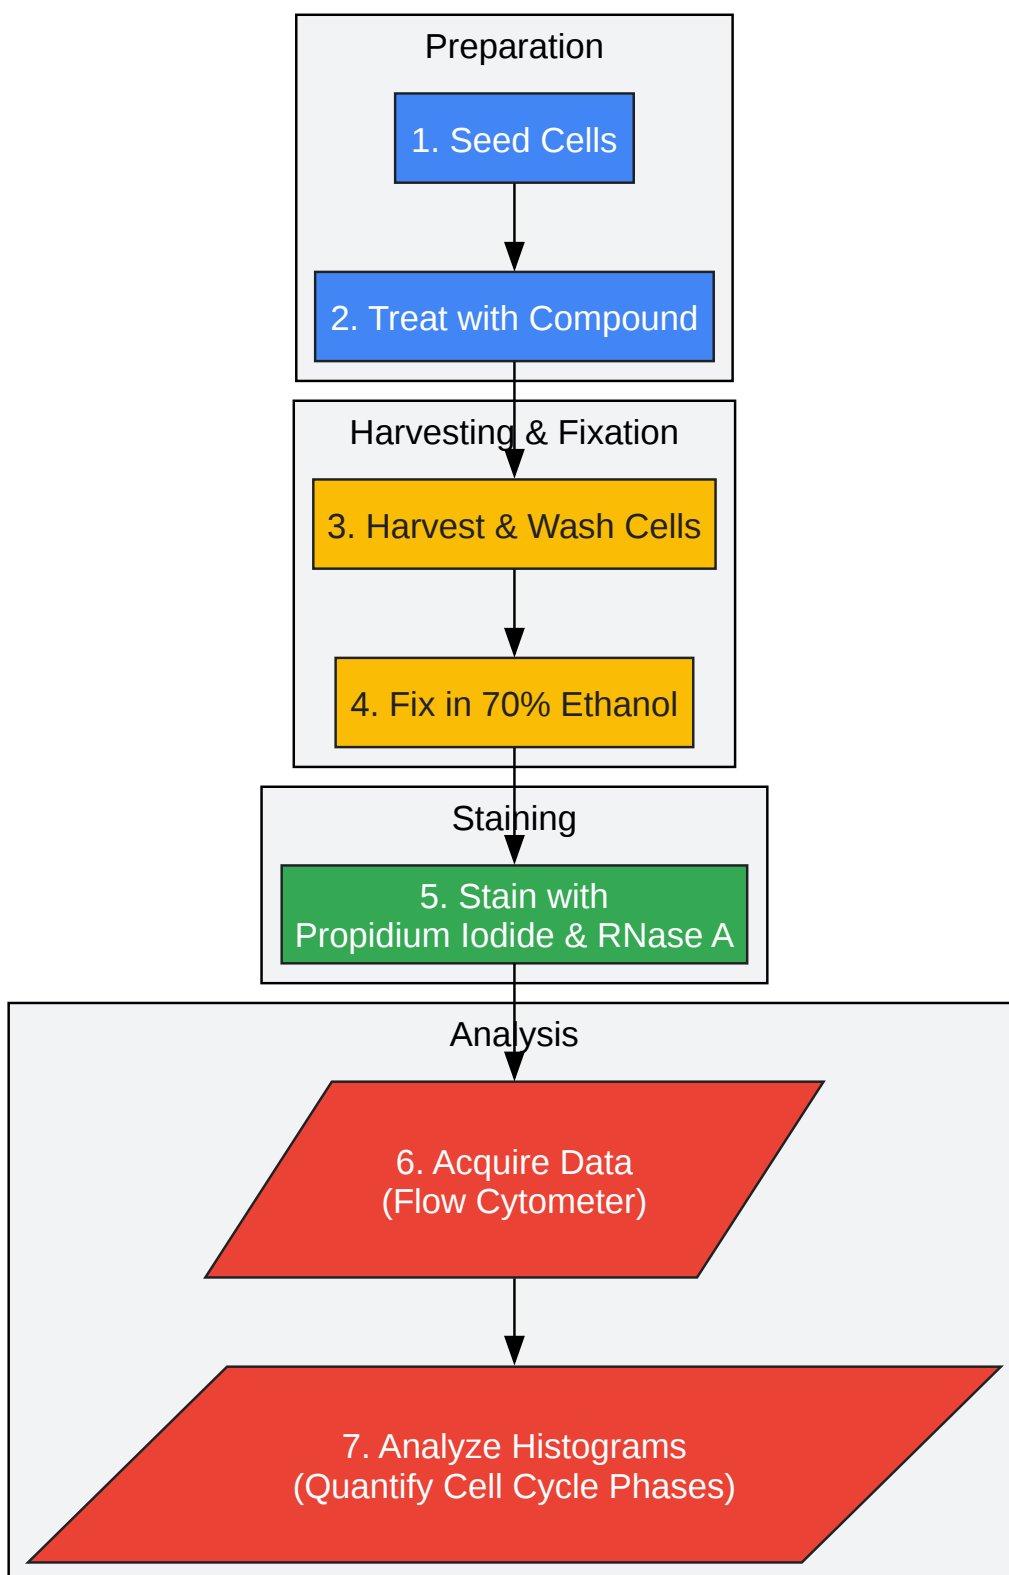 Preparation
1. Seed Cells
2. Treat with Compound
Harvesting & Fixation
3. Harvest & Wash Cells
4. Fix in 70% Ethanol
Staining
5. Stain with
Propidium Iodide & RNase A
Analysis
6. Acquire Data
(Flow Cytometer)
7. Analyze Histograms
(Quantify Cell Cycle Phases)